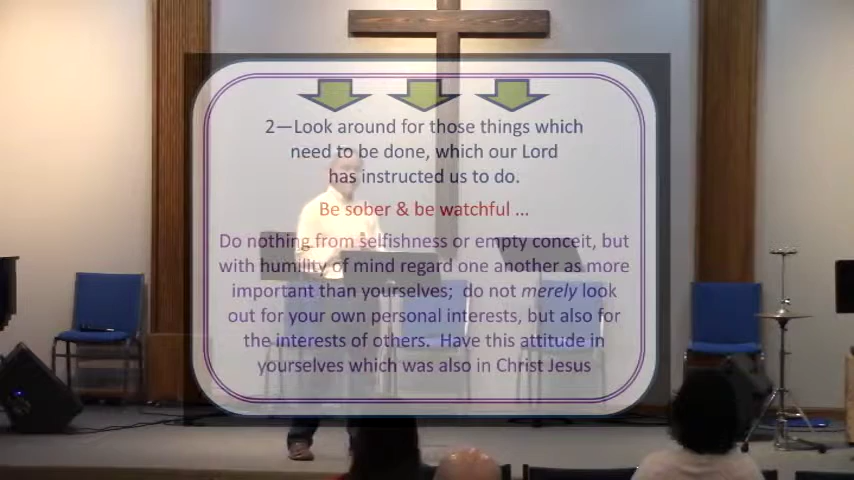 2—Look around for those things which
need to be done, which our Lord
has instructed us to do.
Be sober & be watchful ...
Do nothing from selfishness or empty conceit, but
with humility of mind regard one another as more
important than yourselves;  do not merely look
out for your own personal interests, but also for
the interests of others.  Have this attitude in
yourselves which was also in Christ Jesus